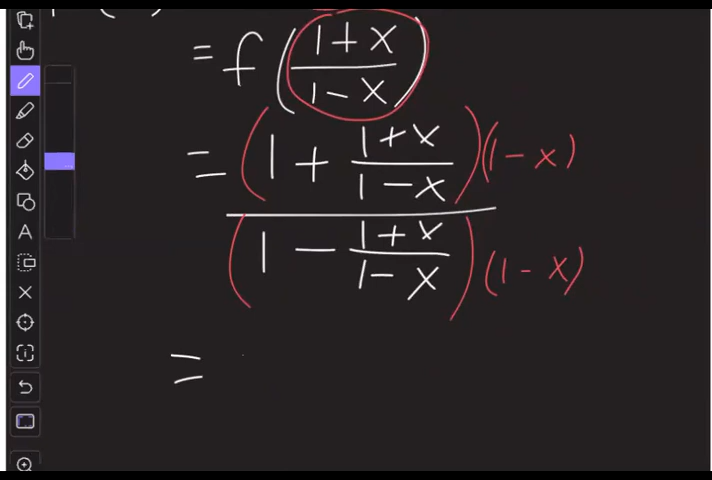 = f((1+x)/(1-x))
= (1 + (1+x)/(1-x))(1-x) / (1 - (1+x)/(1-x))(1-x)
=